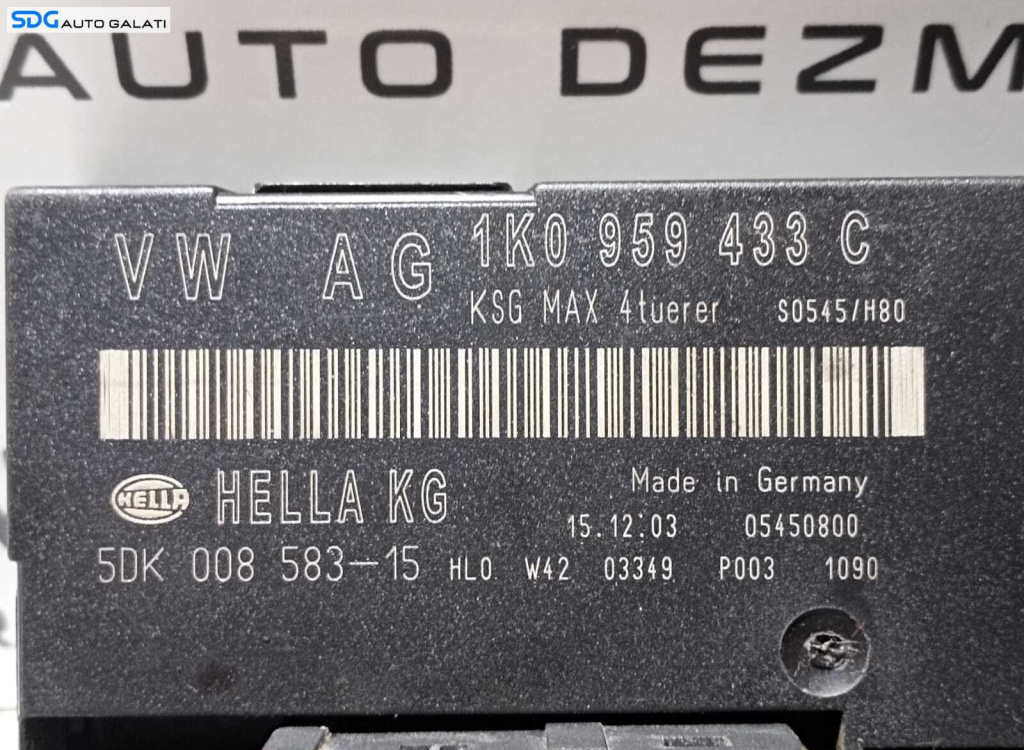 SDG AUTO GALATI
AUTO DEZM
VW AG 1K0 959 433 C
KSG MAX 4tuerer S0545/H80
HELLA HELLA KG Made in Germany
15.12.03 05450800
5DK 008 583-15 HL0 W42 03349 P003 1090